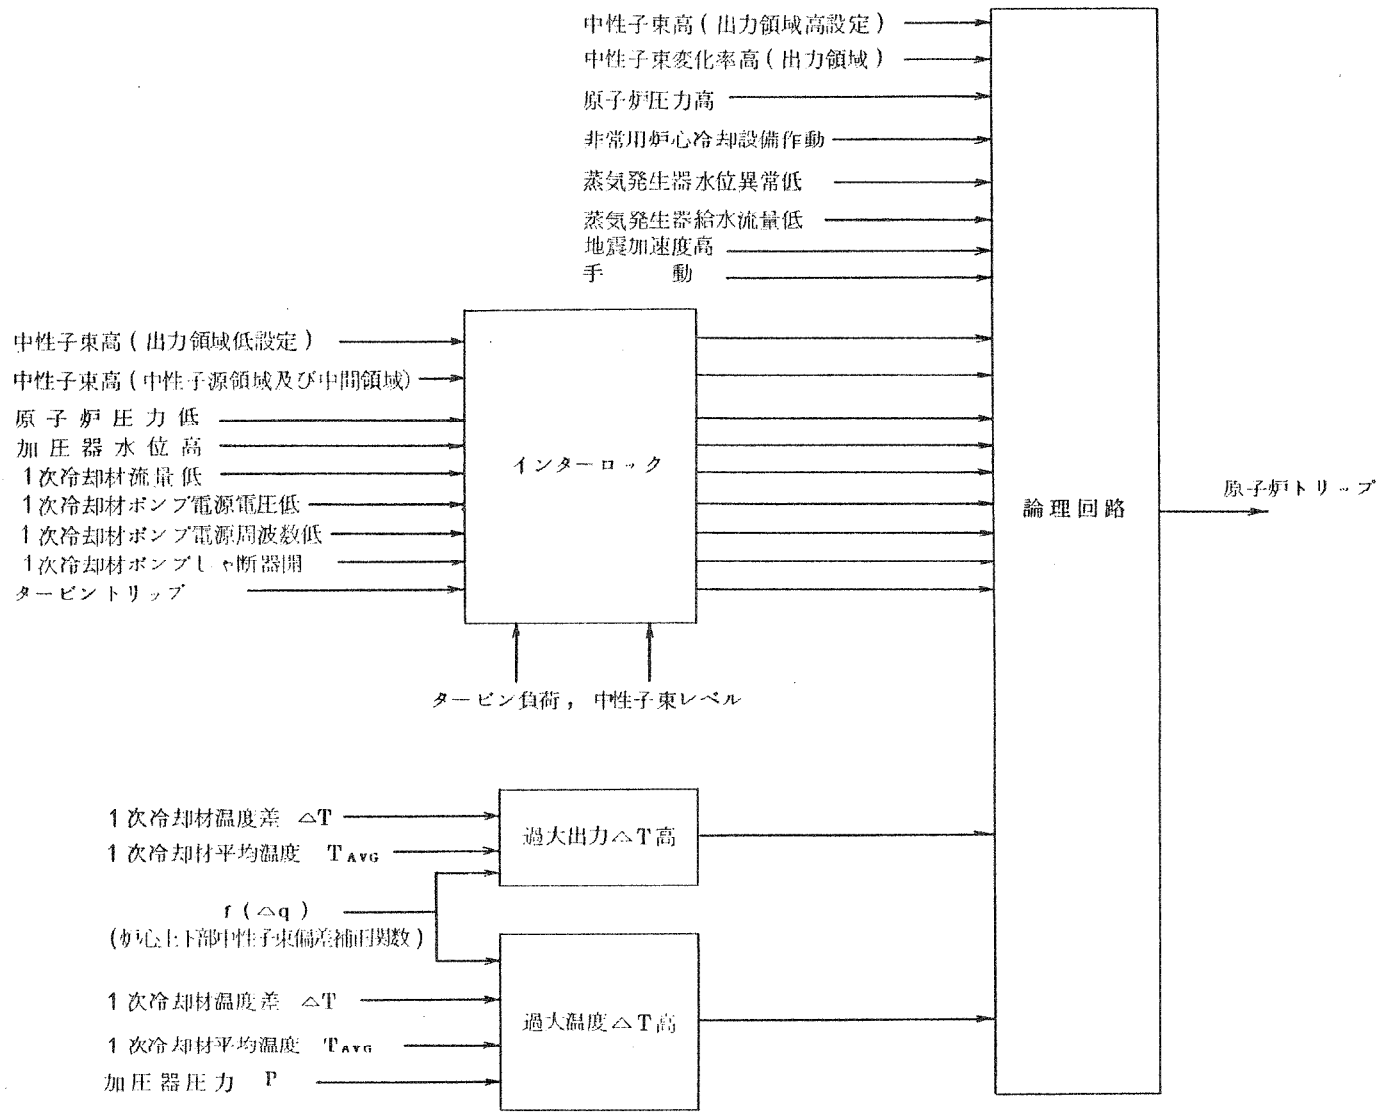 中性子束高(出力領域高設定)
中性子束変化率高(出力領域)
原子炉圧力高
非常用炉心冷却設備作動
蒸気発生器水位異常低
蒸気発生器給水流量低
地震加速度高
手動
中性子束高(出力領域低設定)
中性子束高(中性子源領域及び中間領域)
原子炉圧力低
加圧器水位高
1次冷却材流量低
1次冷却材ポンプ電源電圧低
1次冷却材ポンプ電源周波数低
1次冷却材ポンプしゃ断器開
タービントリップ
インターロック
タービン負荷,中性子束レベル
論理回路
原子炉トリップ
1次冷却材温度差 △T
1次冷却材平均温度 TAVG
過大出力△T高
f(△q)
(炉心上下部中性子束偏差補正関数)
1次冷却材温度差 △T
1次冷却材平均温度 TAVG
加圧器圧力 P
過大温度△T高